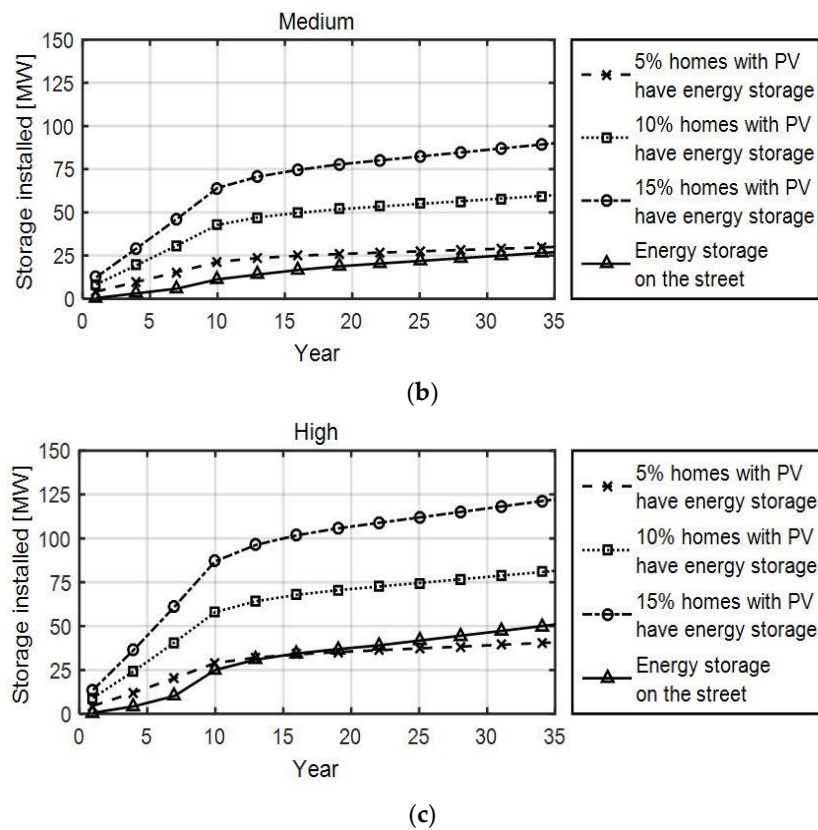 Medium
150
125
100
75
50
25
0
Storage installed [MW]
0 5 10 15 20 25 30 35
Year
5% homes with PV
have energy storage
10% homes with PV
have energy storage
15% homes with PV
have energy storage
Energy storage
on the street
(b)
High
150
125
100
75
50
25
0
Storage installed [MW]
0 5 10 15 20 25 30 35
Year
5% homes with PV
have energy storage
10% homes with PV
have energy storage
15% homes with PV
have energy storage
Energy storage
on the street
(c)